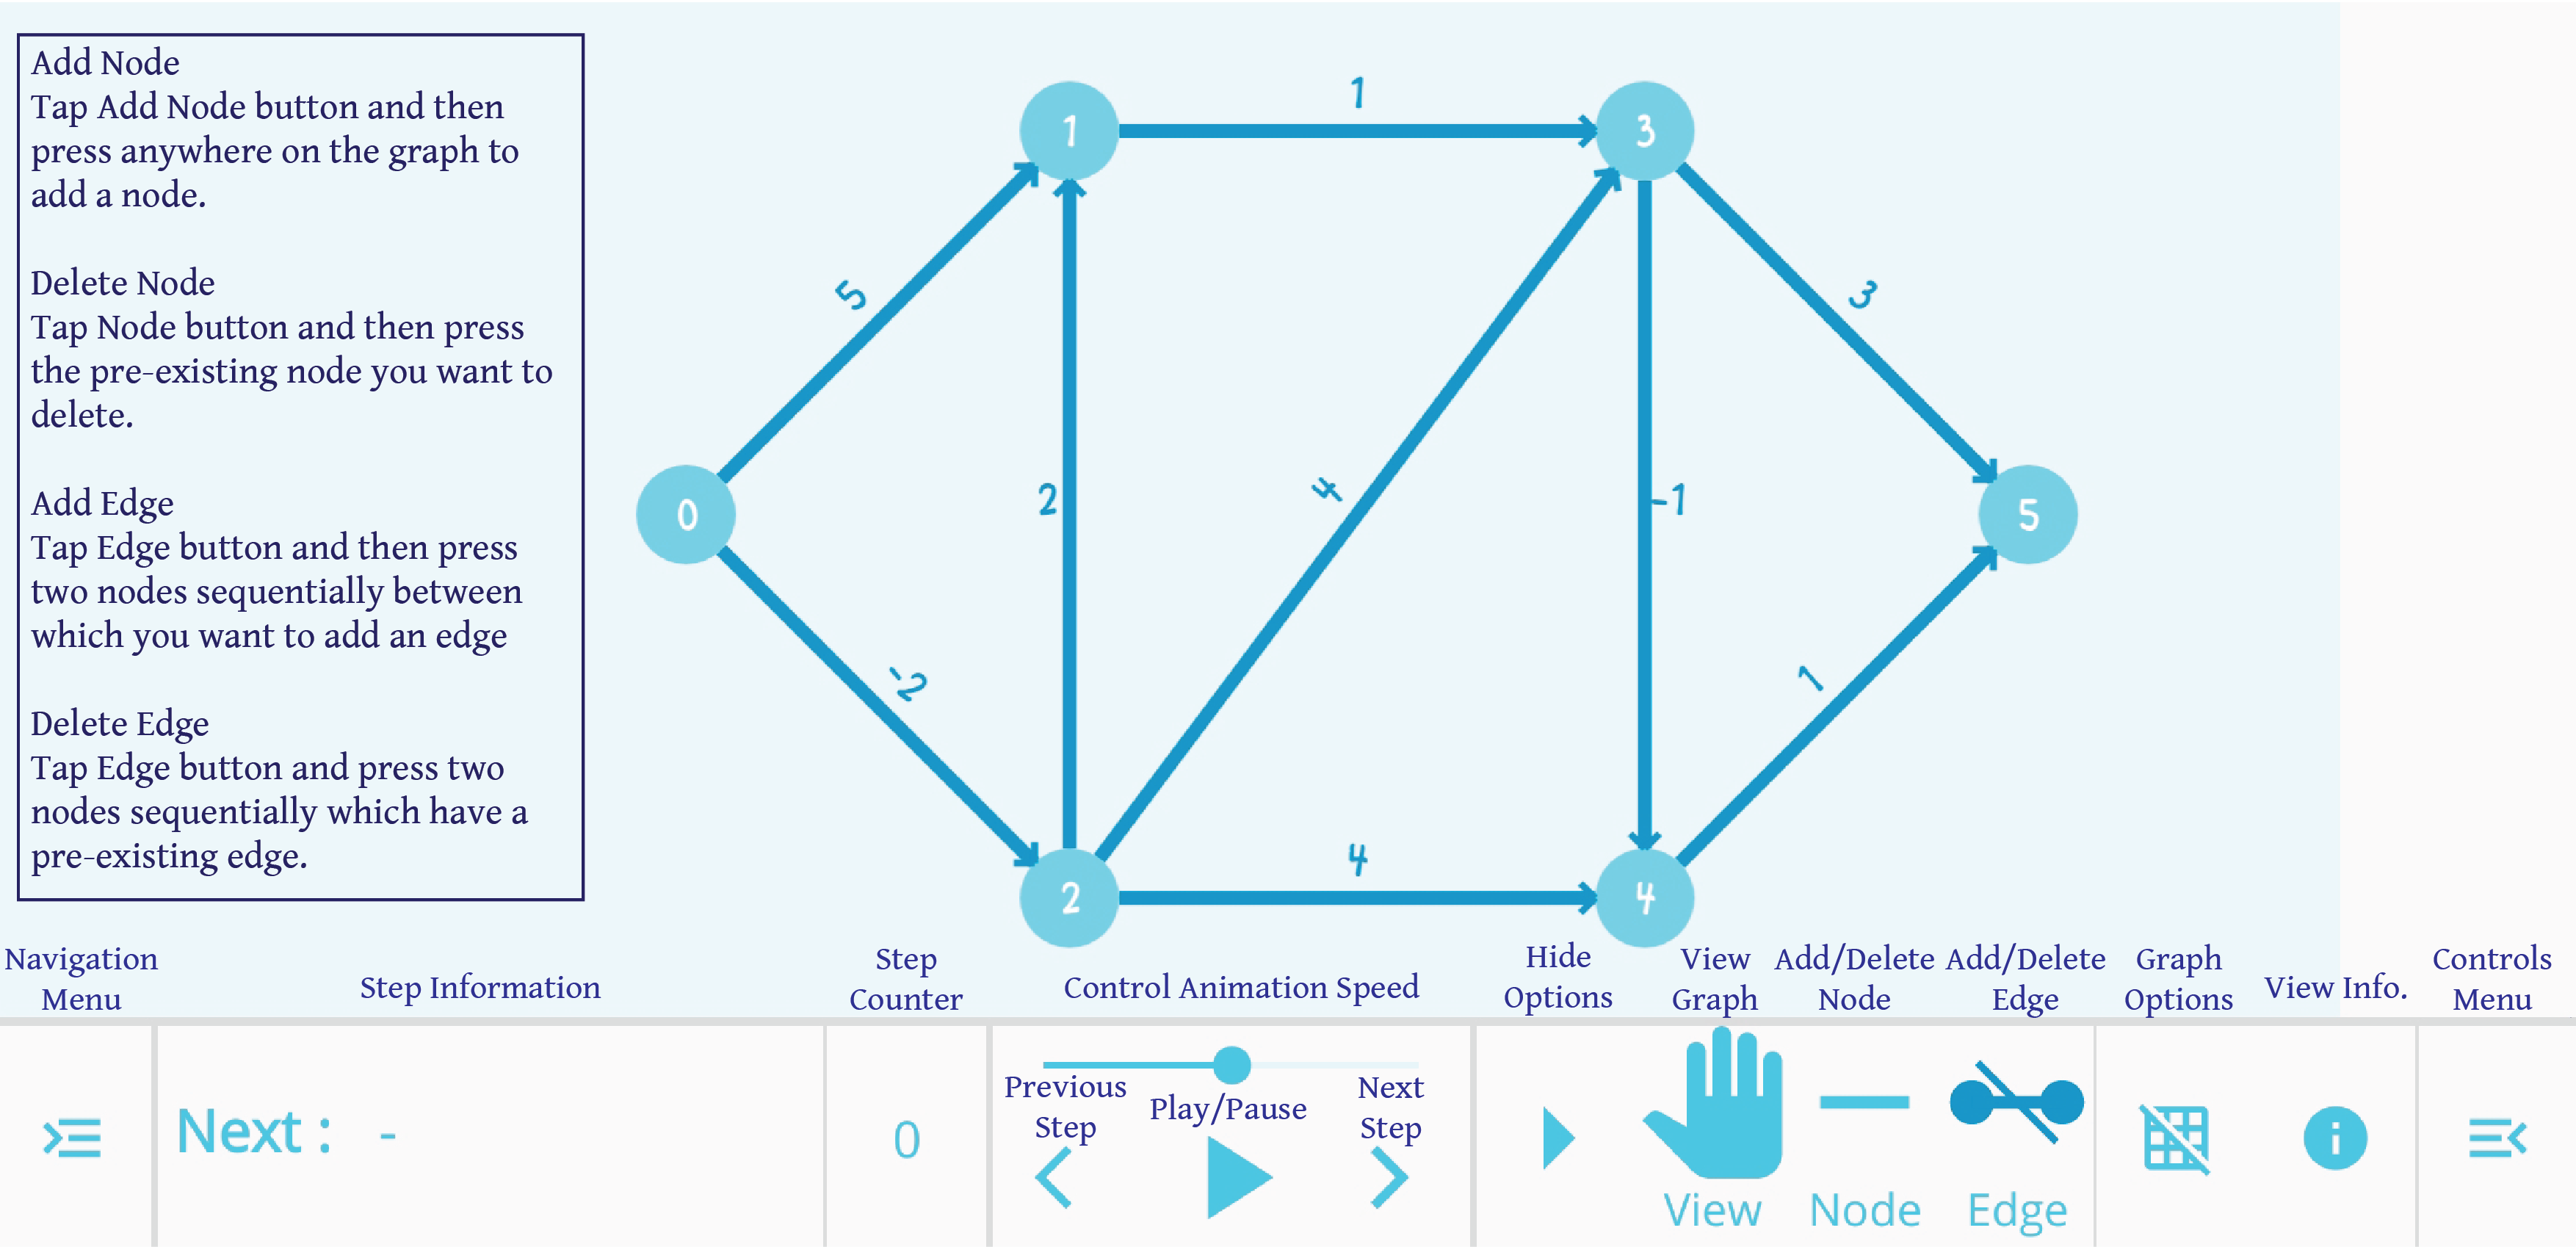 Add Node
Tap Add Node button and then
press anywhere on the graph to
add a node.
Delete Node
Tap Node button and then press
the pre-existing node you want to
delete.
Add Edge
Tap Edge button and then press
two nodes sequentially between
which you want to add an edge
Delete Edge
Tap Edge button and press two
nodes sequentially which have a
pre-existing edge.
1
1
3
5
3
2
4
-1
0
5
-2
1
4
2
4
Navigation
Menu
Step Information
Step
Counter
Control Animation Speed
Hide
Options
View
Graph
Add/Delete
Node
Add/Delete
Edge
Graph
Options
View Info.
Controls
Menu
Next : -
0
Previous
Step
Play/Pause
Next
Step
View
Node
Edge
i